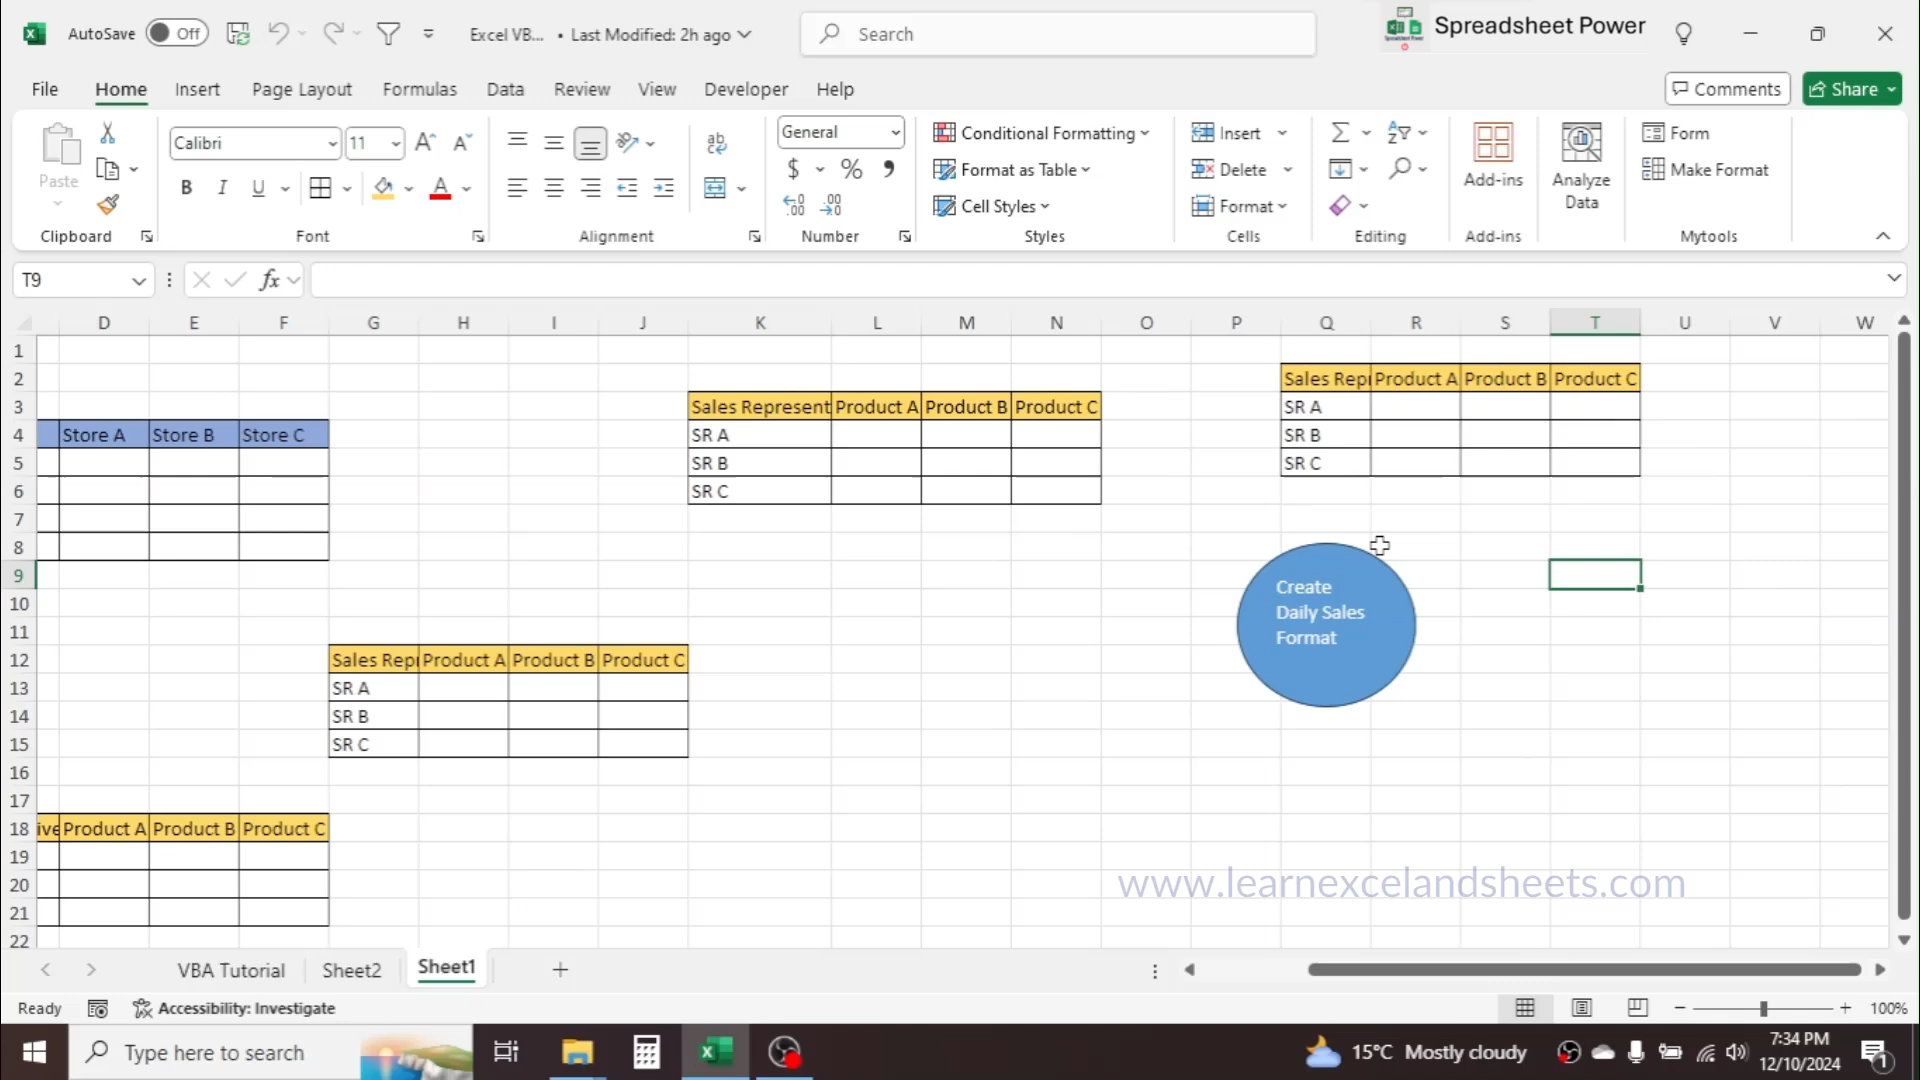 AutoSave Off Excel VB... • Last Modified: 2h ago Search Spreadsheet Power
File Home Insert Page Layout Formulas Data Review View Developer Help Comments Share
Paste Calibri 11 General Conditional Formatting Insert Form
$ % Format as Table Delete Add-ins Analyze Data Make Format
B I U A Cell Styles Format
Clipboard Font Alignment Number Styles Cells Editing Add-ins Mytools
T9 fx
D E F G H I J K L M N O P Q R S T U V W
1
2 Sales Rep Product A Product B Product C
3 Sales Represent Product A Product B Product C SR A
4 Store A Store B Store C SR A SR B
5 SR B SR C
6 SR C
7
8
9
Create
Daily Sales
Format
10
11
12 Sales Rep Product A Product B Product C
13 SR A
14 SR B
15 SR C
16
17
18 ive Product A Product B Product C
19
20
www.learnexcelandsheets.com
21
22
VBA Tutorial Sheet2 Sheet1
Ready Accessibility: Investigate 100%
Type here to search 15°C Mostly cloudy 7:34 PM
12/10/2024 1